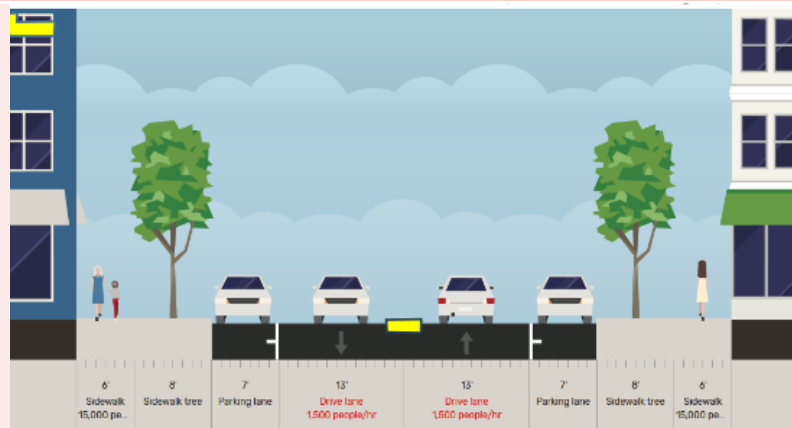 6'
Sidewalk
15,000 pe...
8'
Sidewalk tree
7'
Parking lane
13'
Drive lane
1,500 people/hr
13'
Drive lane
1,500 people/hr
7'
Parking lane
8'
Sidewalk tree
6'
Sidewalk
15,000 pe...